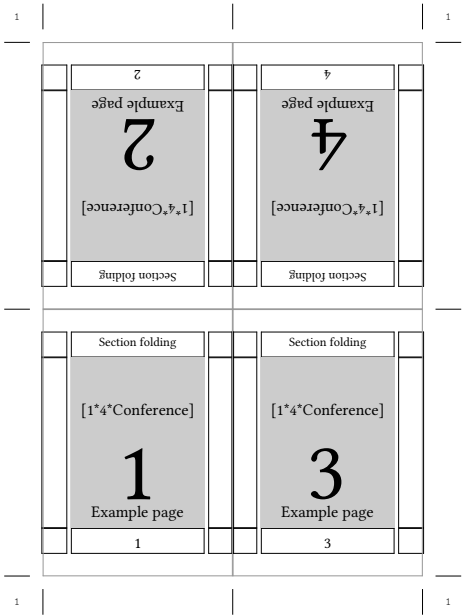 1 1
2
Example page
2
[1*4*Conference]
Section folding
4
Example page
4
[1*4*Conference]
Section folding
Section folding
[1*4*Conference]
1
Example page
1
Section folding
[1*4*Conference]
3
Example page
3
1 1